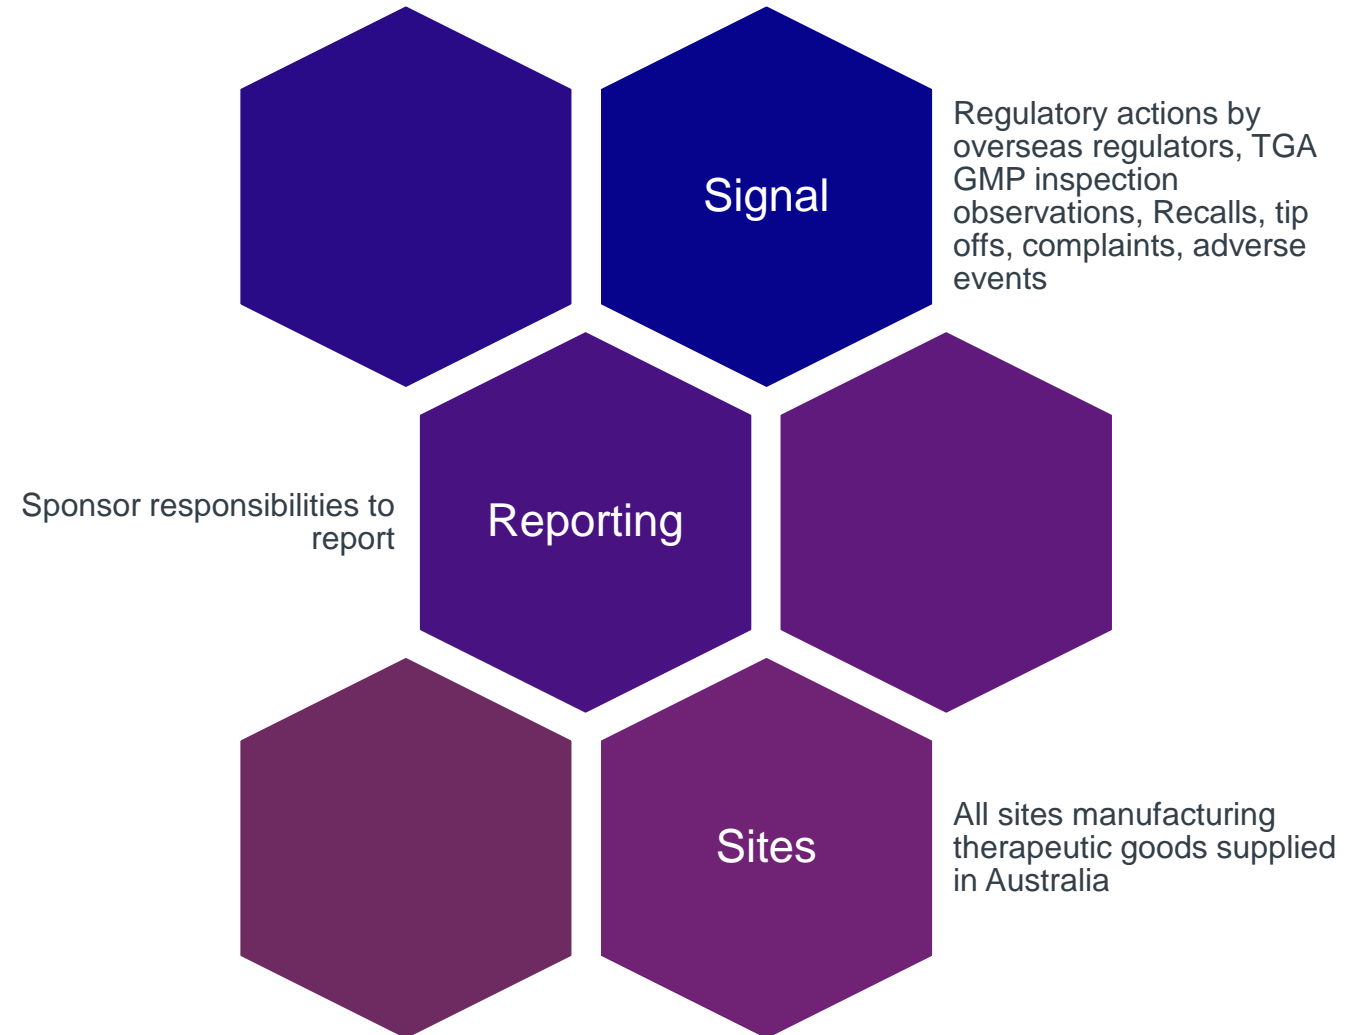 Signal
Regulatory actions by
overseas regulators, TGA
GMP inspection
observations, Recalls, tip
offs, complaints, adverse
events
Sponsor responsibilities to
report
Reporting
Sites
All sites manufacturing
therapeutic goods supplied
in Australia